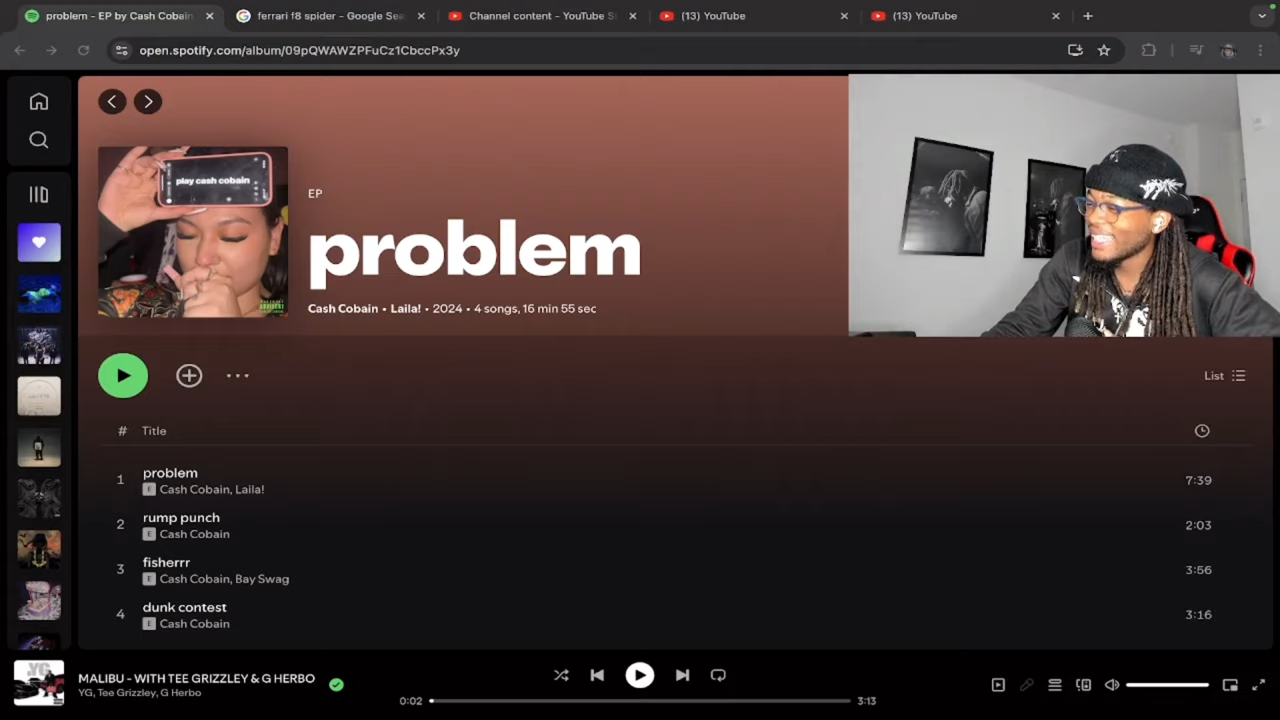 problem - EP by Cash Cobain
ferrari f8 spider - Google Sea
Channel content - YouTube S
(13) YouTube
(13) YouTube
open.spotify.com/album/09pQWAWZPFuCz1CbccPx3y
play cash cobain
EP
problem
Cash Cobain • Laila! • 2024 • 4 songs, 16 min 55 sec
List
# Title
1 problem 7:39
E Cash Cobain, Laila!
2 rump punch 2:03
E Cash Cobain
3 fisherrr 3:56
E Cash Cobain, Bay Swag
4 dunk contest 3:16
E Cash Cobain
YG
MALIBU - WITH TEE GRIZZLEY & G HERBO
YG, Tee Grizzley, G Herbo
0:02 3:13